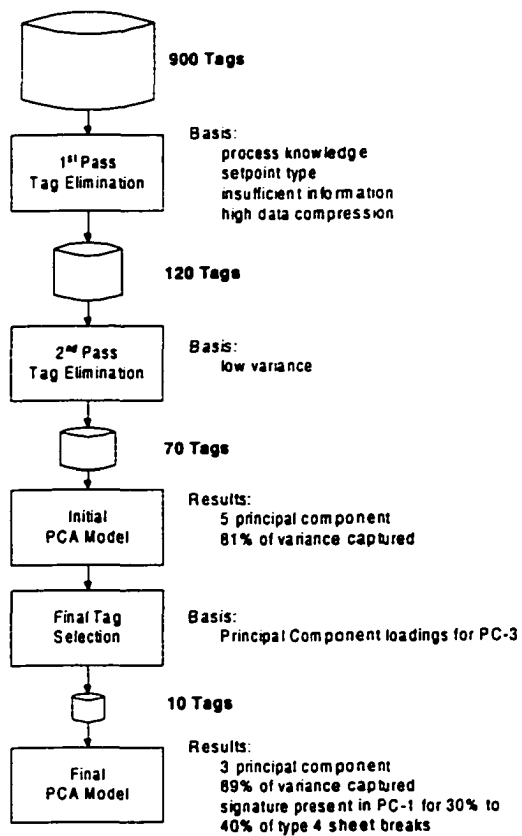 900 Tags
1st Pass
Tag Elimination
Basis:
process knowledge
setpoint type
insufficient information
high data compression
120 Tags
2nd Pass
Tag Elimination
Basis:
low variance
70 Tags
Initial
PCA Model
Results:
5 principal component
81% of variance captured
Final Tag
Selection
Basis:
Principal Component loadings for PC-3
10 Tags
Final
PCA Model
Results:
3 principal component
89% of variance captured
signature present in PC-1 for 30% to
40% of type 4 sheet breaks